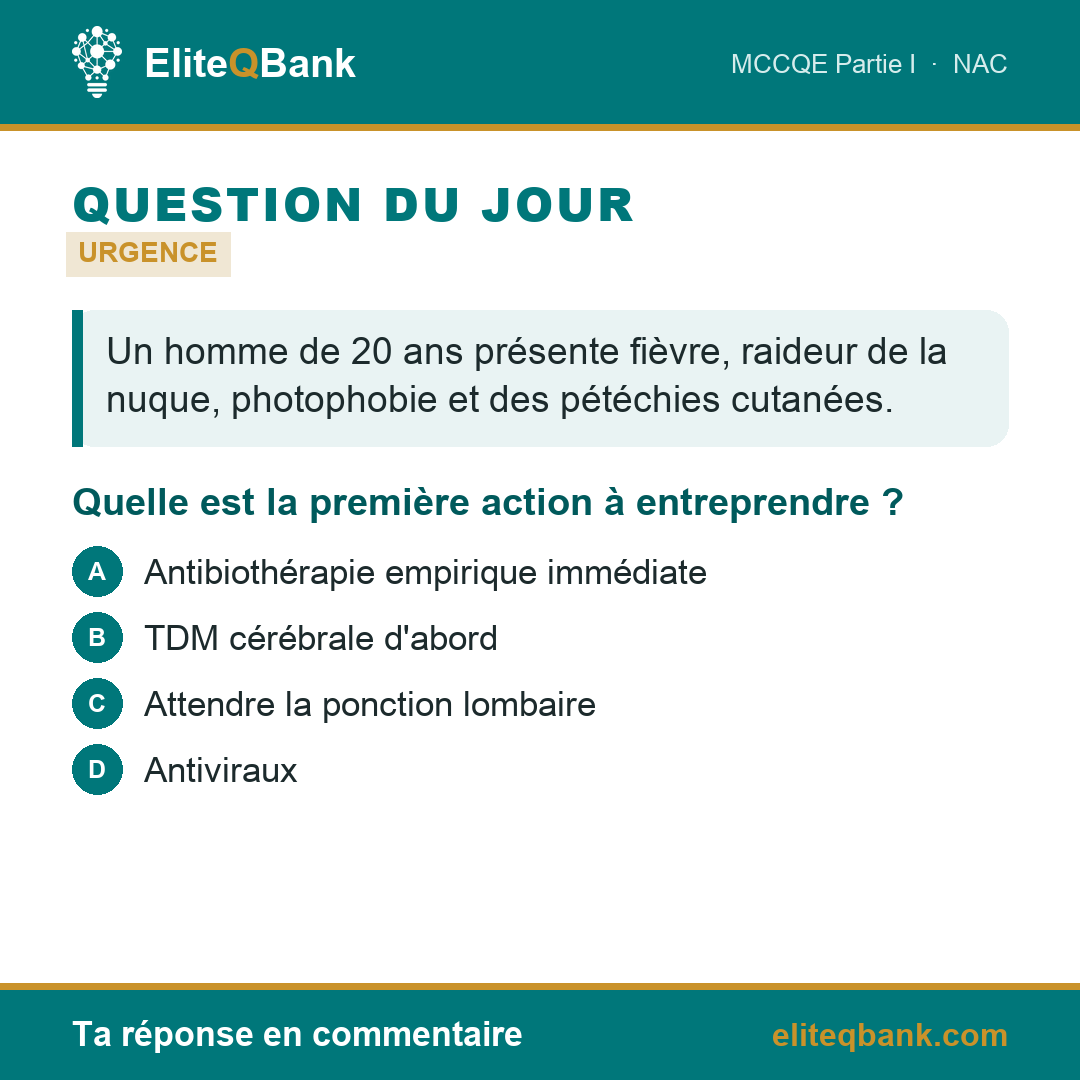 EliteQBank
MCCQE Partie I · NAC
QUESTION DU JOUR
URGENCE
Un homme de 20 ans présente fièvre, raideur de la
nuque, photophobie et des pétéchies cutanées.
Quelle est la première action à entreprendre ?
A Antibiothérapie empirique immédiate
B TDM cérébrale d'abord
C Attendre la ponction lombaire
D Antiviraux
Ta réponse en commentaire
eliteqbank.com